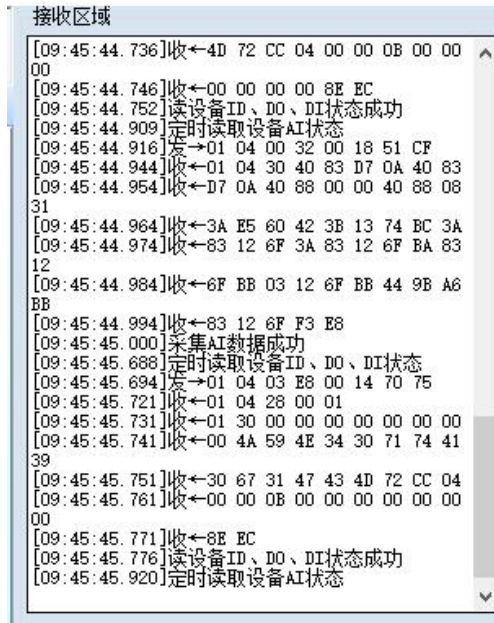 接收区域
[09:45:44.736]收←4D 72 CC 04 00 00 0B 00 00
00
[09:45:44.746]收←00 00 00 00 8E EC
[09:45:44.752]读设备ID、DO、DI状态成功
[09:45:44.909]定时读取设备AI状态
[09:45:44.916]发→01 04 00 32 00 18 51 CF
[09:45:44.944]收←01 04 30 40 83 D7 0A 40 83
[09:45:44.954]收←D7 0A 40 88 00 00 40 88 08
31
[09:45:44.964]收←3A E5 60 42 3B 13 74 BC 3A
[09:45:44.974]收←83 12 6F 3A 83 12 6F BA 83
12
[09:45:44.984]收←6F BB 03 12 6F BB 44 9B A6
BB
[09:45:44.994]收←83 12 6F F3 E8
[09:45:45.000]采集AI数据成功
[09:45:45.688]定时读取设备ID、DO、DI状态
[09:45:45.694]发→01 04 03 E8 00 14 70 75
[09:45:45.721]收←01 04 28 00 01
[09:45:45.731]收←01 30 00 00 00 00 00 00 00
[09:45:45.741]收←00 4A 59 4E 34 30 71 74 41
39
[09:45:45.751]收←30 67 31 47 43 4D 72 CC 04
[09:45:45.761]收←00 00 0B 00 00 00 00 00 00
00
[09:45:45.771]收←8E EC
[09:45:45.776]读设备ID、DO、DI状态成功
[09:45:45.920]定时读取设备AI状态